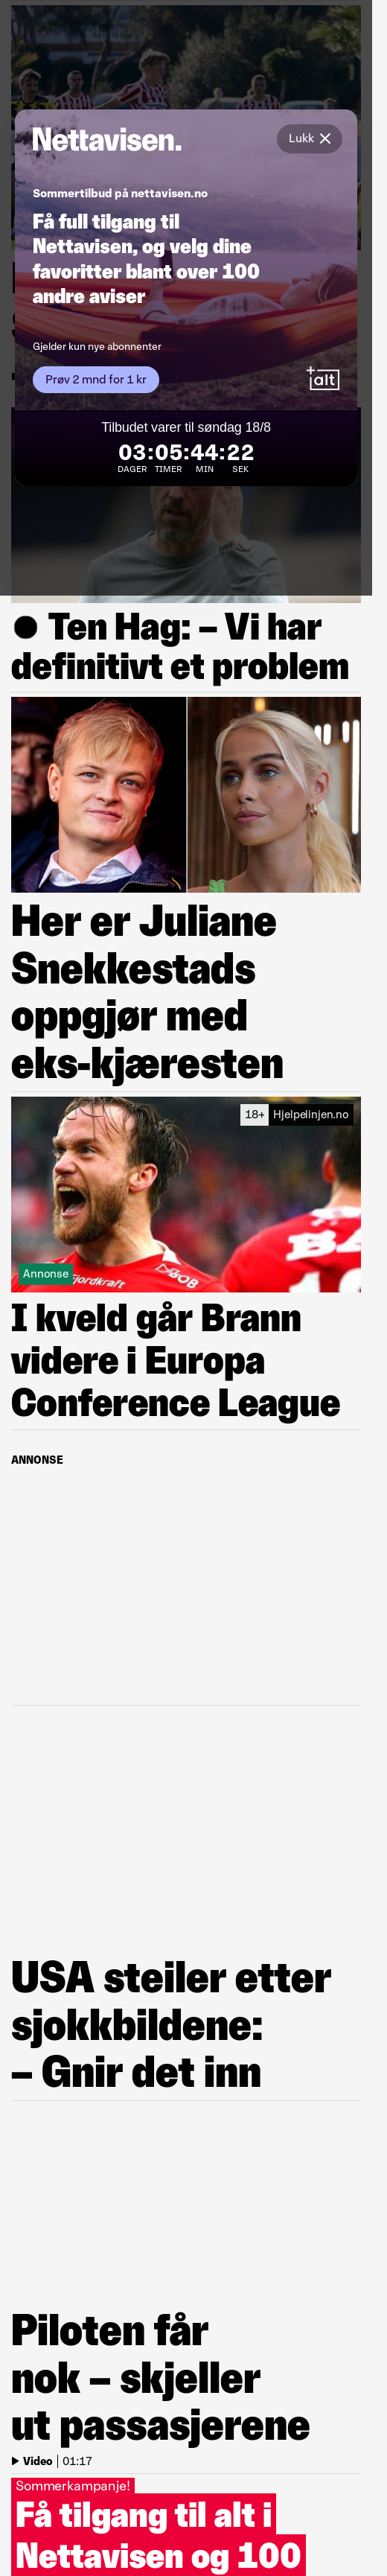 Nettavisen.
Lukk
Sommertilbud på nettavisen.no
Få full tilgang til
Nettavisen, og velg dine
favoritter blant over 100
andre aviser
Gjelder kun nye abonnenter
Prøv 2 mnd for 1 kr
+alt
Tilbudet varer til søndag 18/8
03:05:44:22
DAGER TIMER MIN SEK
Ten Hag: – Vi har
definitivt et problem
Her er Juliane
Snekkestads
oppgjør med
eks-kjæresten
18+ Hjelpelinjen.no
Annonse
I kveld går Brann
videre i Europa
Conference League
ANNONSE
USA steiler etter
sjokkbildene:
– Gnir det inn
Piloten får
nok – skjeller
ut passasjerene
Video | 01:17
Sommerkampanje!
Få tilgang til alt i
Nettavisen og 100